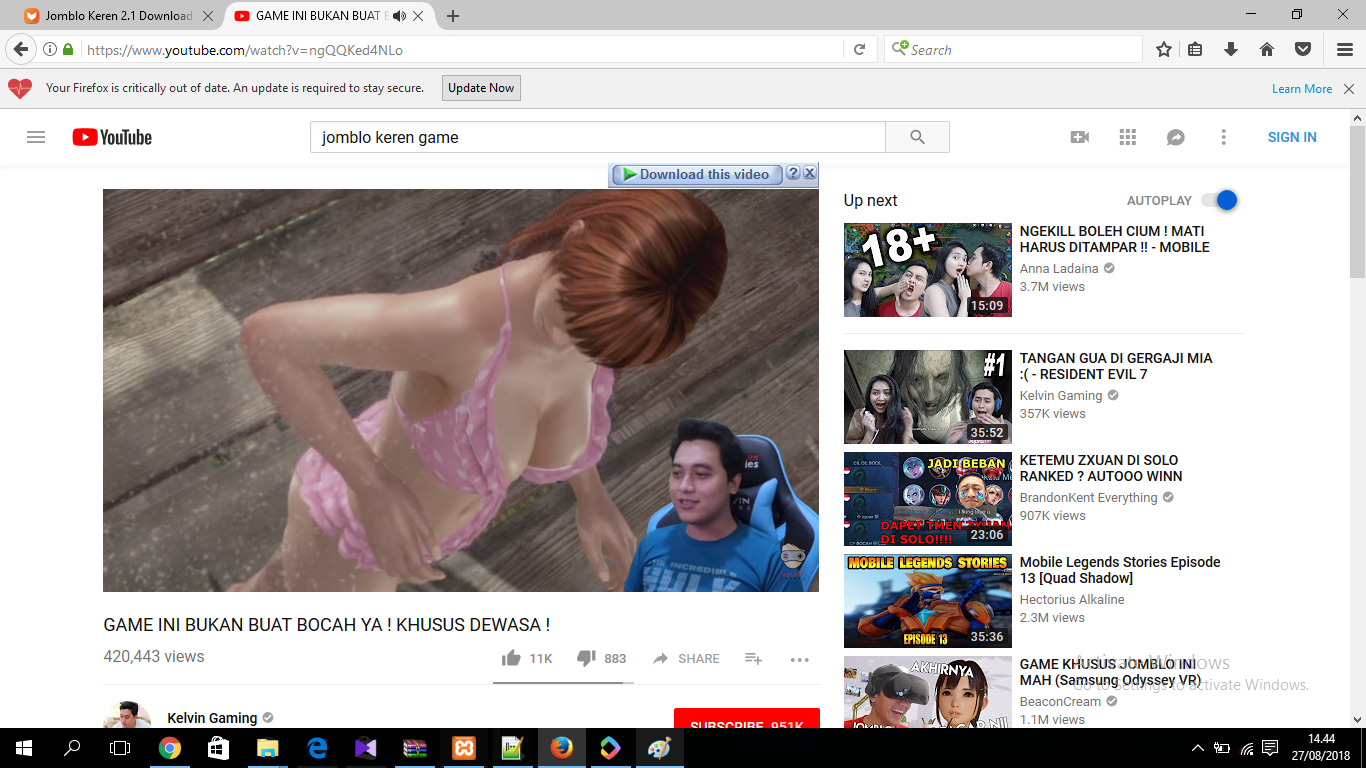 Jomblo Keren 2.1 Download
GAME INI BUKAN BUAT B
https://www.youtube.com/watch?v=ngQQKed4NLo
Search
Your Firefox is critically out of date. An update is required to stay secure.
Update Now
Learn More
YouTube
jomblo keren game
SIGN IN
Download this video
?
X
THE INCREDIBLE
HULK
GAME INI BUKAN BUAT BOCAH YA ! KHUSUS DEWASA !
420,443 views
11K
883
SHARE
Kelvin Gaming
SUBSCRIBE 951K
Up next
AUTOPLAY
18+
15:09
NGEKILL BOLEH CIUM ! MATI
HARUS DITAMPAR !! - MOBILE
Anna Ladaina
3.7M views
#1
35:52
TANGAN GUA DI GERGAJI MIA
:( - RESIDENT EVIL 7
Kelvin Gaming
357K views
JADI BEBAN
DAPET TMEN ZXUAN
DI SOLO!!!!
23:06
KETEMU ZXUAN DI SOLO
RANKED ? AUTOOO WINN
BrandonKent Everything
907K views
MOBILE LEGENDS STORIES
EPISODE 13
35:36
Mobile Legends Stories Episode
13 [Quad Shadow]
Hectorius Alkaline
2.3M views
AKHIRNYA
GAME KHUSUS JOMBLO INI
MAH (Samsung Odyssey VR)
BeaconCream
1.1M views
Activate Windows
Go to Settings to activate Windows.
14.44
27/08/2018